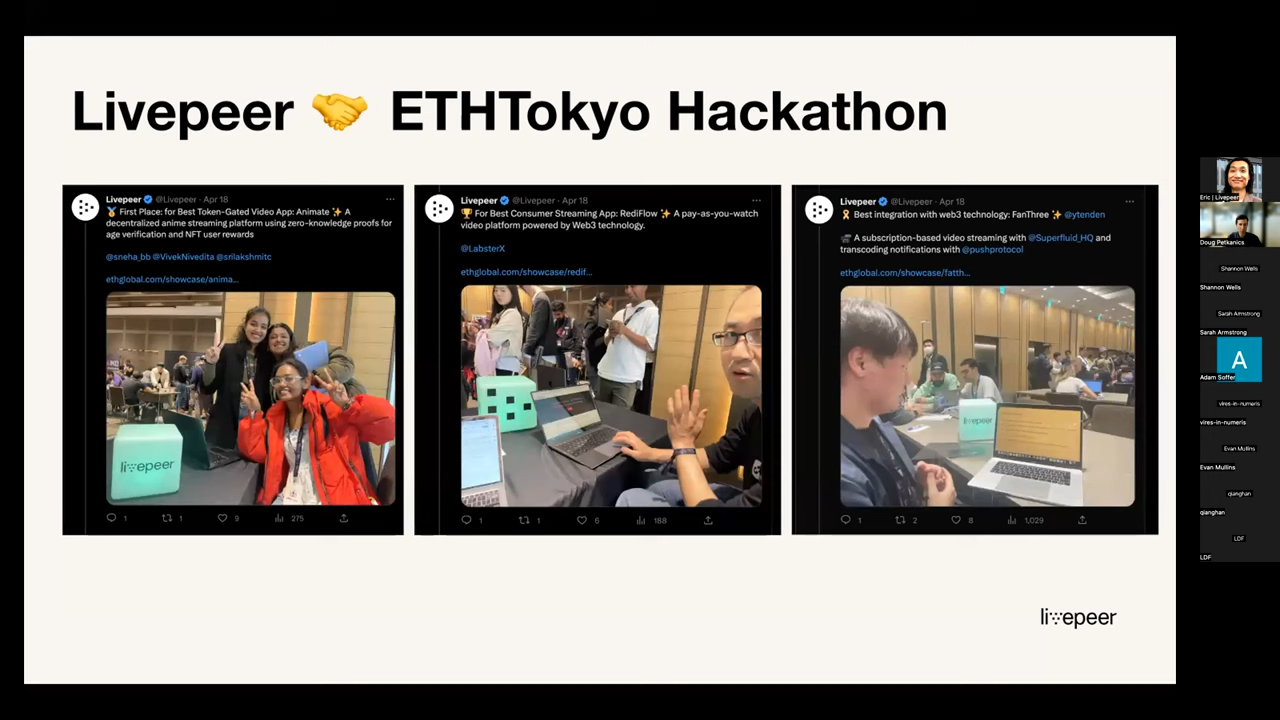 Livepeer 🤝 ETHTokyo Hackathon
Livepeer @Livepeer · Apr 18
🥇 First Place: for Best Token-Gated Video App: Animate ✨ A
decentralized anime streaming platform using zero-knowledge proofs for
age verification and NFT user rewards
@sneha_bb @VivekNivedita @srilakshmitc
ethglobal.com/showcase/anima...
livepeer
1 1 9 275
Livepeer @Livepeer · Apr 18
🏆 For Best Consumer Streaming App: RediFlow ✨ A pay-as-you-watch
video platform powered by Web3 technology.
@LabsterX
ethglobal.com/showcase/redif...
1 1 6 188
Livepeer @Livepeer · Apr 18
🎗 Best integration with web3 technology: FanThree ✨ @ytenden
A subscription-based video streaming with @Superfluid_HQ and
transcoding notifications with @pushprotocol
ethglobal.com/showcase/fatth...
livepeer
1 2 8 1,029
livepeer
Eric | Livepeer
Doug Petkanics
Shannon Wells
Shannon Wells
Sarah Armstrong
Sarah Armstrong
A
Adam Soffer
vires-in-numeris
vires-in-numeris
Evan Mullins
Evan Mullins
qianghan
qianghan
LDF
LDF